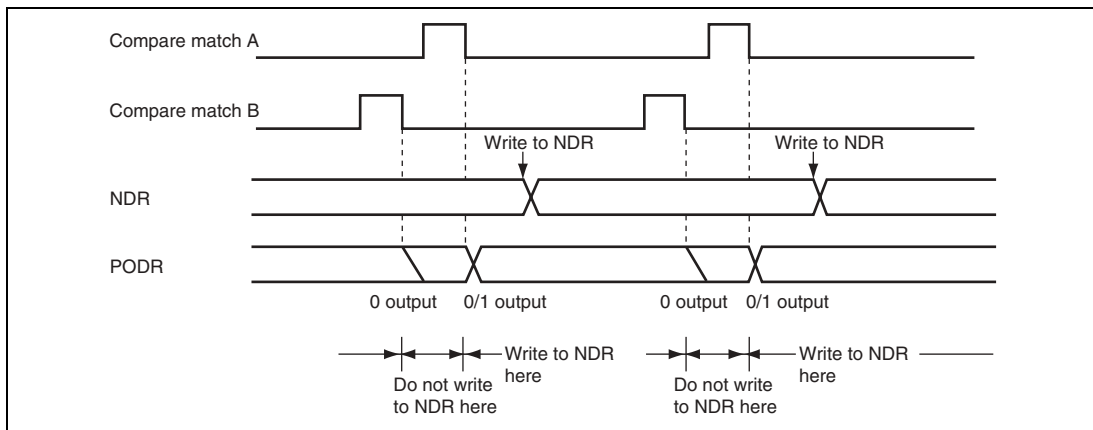 Compare match A
Compare match B
Write to NDR
Write to NDR
NDR
PODR
0 output
0/1 output
0 output
0/1 output
Write to NDR
here
Write to NDR
here
Do not write
to NDR here
Do not write
to NDR here